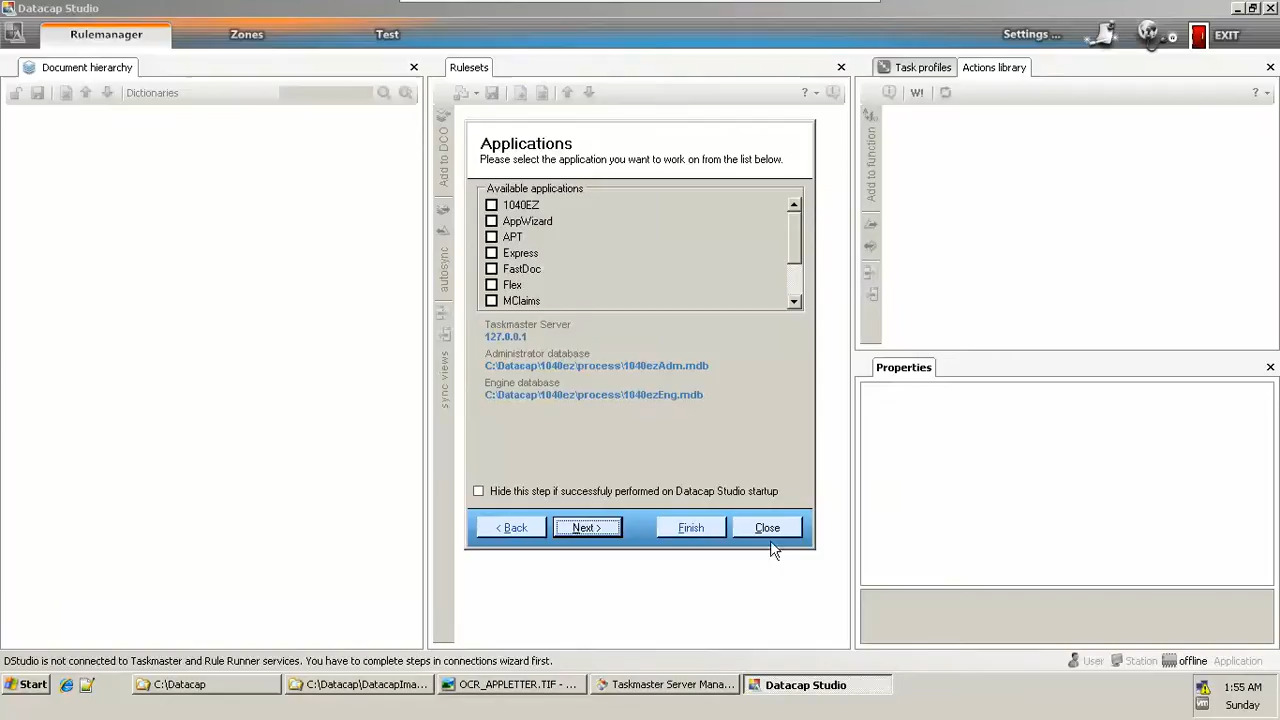 Datacap Studio
Rulemanager
Zones
Test
Settings ...
EXIT
Document hierarchy
Rulesets
Task profiles
Actions library
Dictionaries
?
W!
?
Add to DCO
autosync
sync views
Add to function
Applications
Please select the application you want to work on from the list below.
Available applications
1040EZ
AppWizard
APT
Express
FastDoc
Flex
MClaims
Taskmaster Server
127.0.0.1
Administrator database
C:\Datacap\1040ez\process\1040ezAdm.mdb
Engine database
C:\Datacap\1040ez\process\1040ezEng.mdb
Hide this step if successfuly performed on Datacap Studio startup
< Back
Next >
Finish
Close
Properties
DStudio is not connected to Taskmaster and Rule Runner services. You have to complete steps in connections wizard first.
User
Station
offline
Application
Start
C:\Datacap
C:\Datacap\DatacapIma...
OCR_APPLETTER.TIF - ...
Taskmaster Server Mana...
Datacap Studio
1:55 AM
Sunday